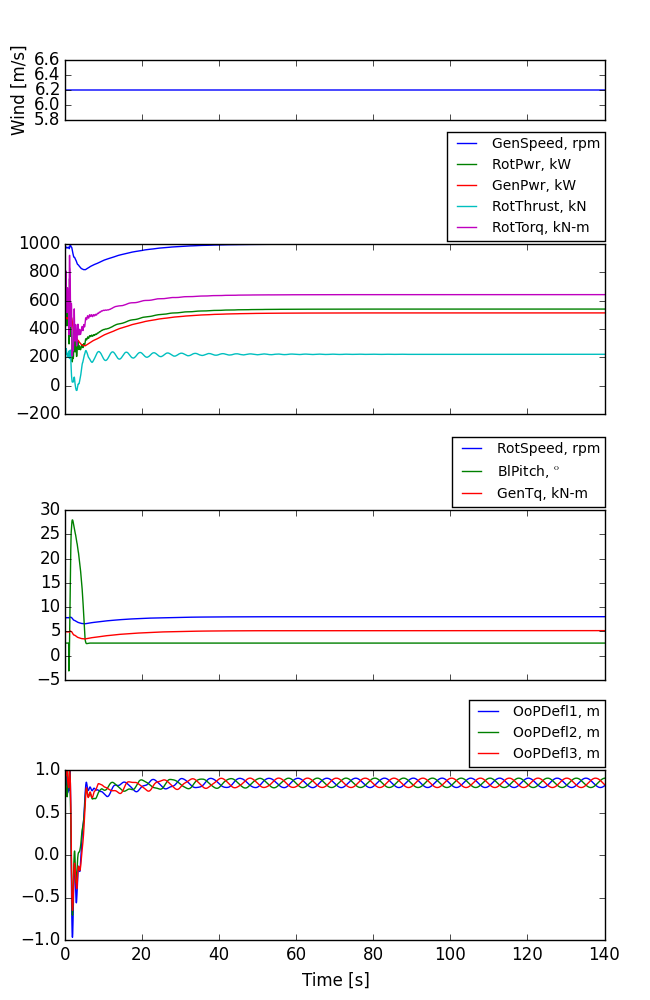 Wind [m/s]
6.6
6.4
6.2
6.0
5.8
GenSpeed, rpm
RotPwr, kW
GenPwr, kW
RotThrust, kN
RotTorq, kN-m
1000
800
600
400
200
0
−200
RotSpeed, rpm
BlPitch, °
GenTq, kN-m
30
25
20
15
10
5
0
−5
OoPDefl1, m
OoPDefl2, m
OoPDefl3, m
1.0
0.5
0.0
−0.5
−1.0
0 20 40 60 80 100 120 140
Time [s]